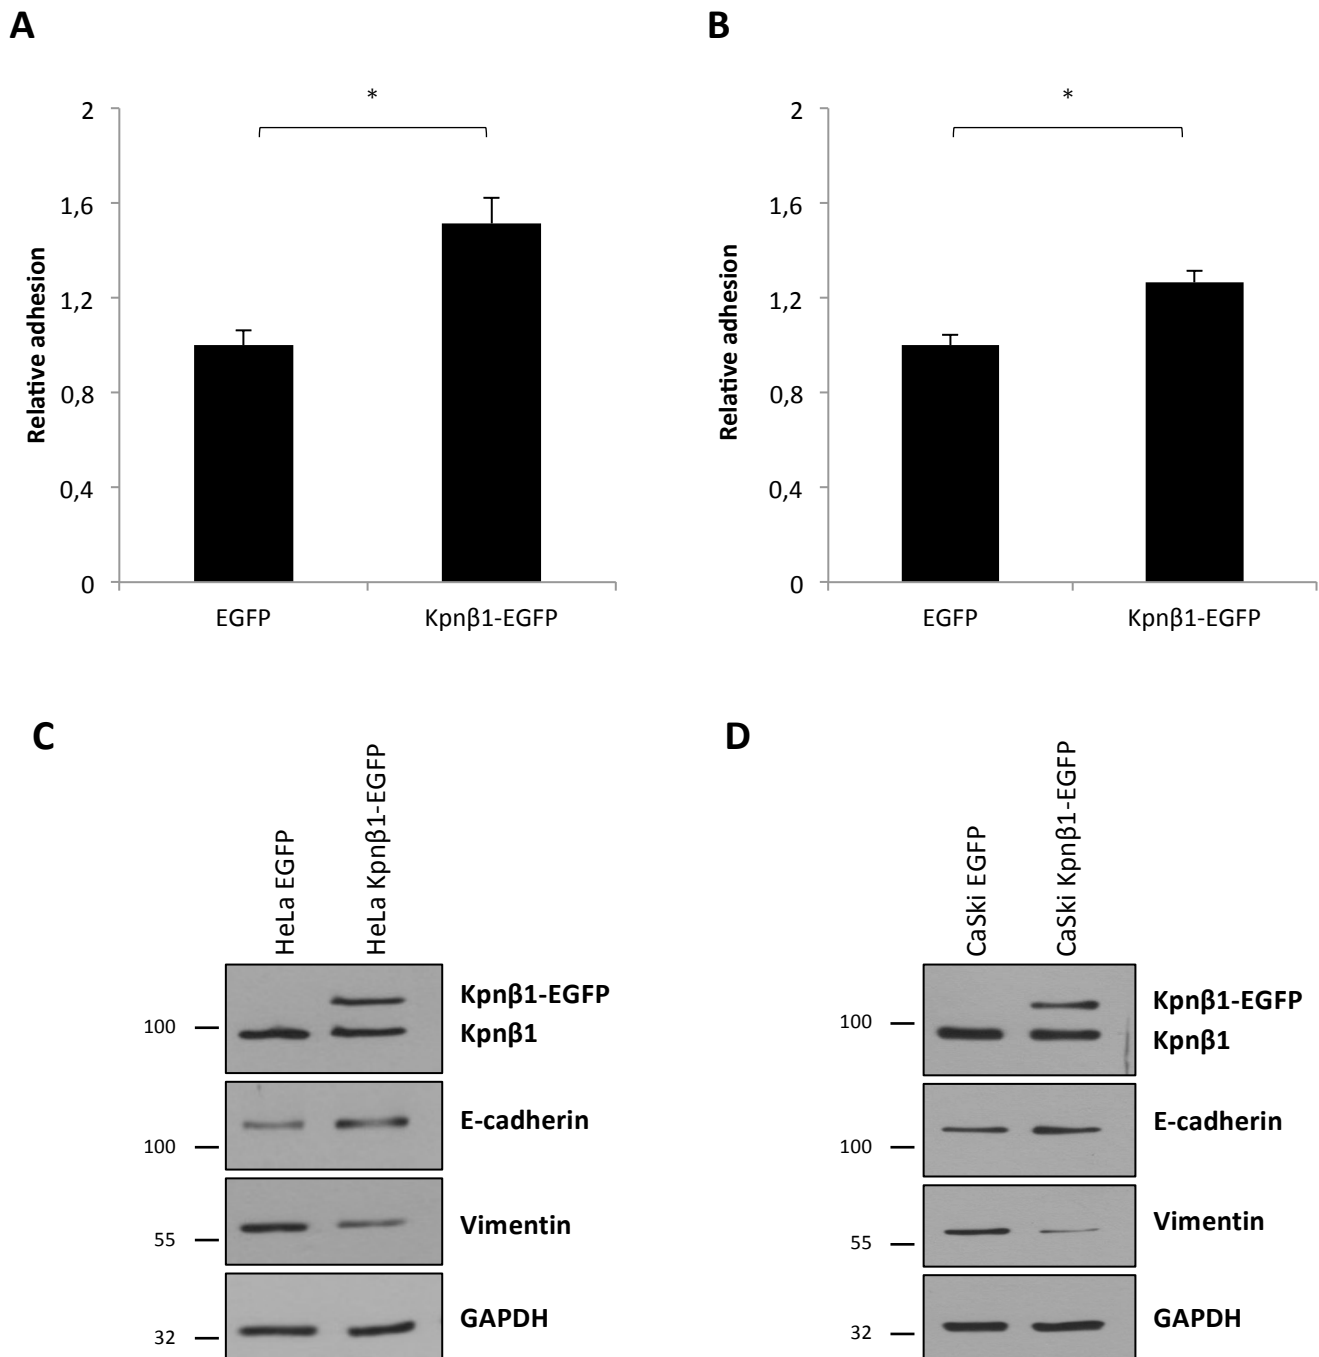 A
*
2
1,6
1,2
0,8
0,4
0
Relative adhesion
EGFP
Kpnβ1-EGFP
B
*
2
1,6
1,2
0,8
0,4
0
Relative adhesion
EGFP
Kpnβ1-EGFP
C
HeLa EGFP
HeLa Kpnβ1-EGFP
100
Kpnβ1-EGFP
Kpnβ1
100
E-cadherin
55
Vimentin
32
GAPDH
D
CaSki EGFP
CaSki Kpnβ1-EGFP
100
Kpnβ1-EGFP
Kpnβ1
100
E-cadherin
55
Vimentin
32
GAPDH